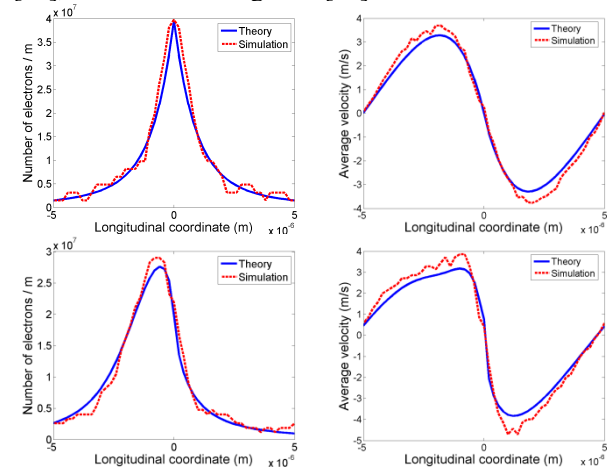 x 10⁷
4
3.5
3
2.5
2
1.5
1
0.5
0
-5
0
5
Number of electrons / m
Longitudinal coordinate (m)
x 10⁻⁶
Theory
Simulation
4
3
2
1
0
-1
-2
-3
-4
-5
0
5
Average velocity (m/s)
Longitudinal coordinate (m)
x 10⁻⁶
Theory
Simulation
x 10⁷
3
2.5
2
1.5
1
0.5
0
-5
0
5
Number of electrons / m
Longitudinal coordinate (m)
x 10⁻⁶
Theory
Simulation
4
3
2
1
0
-1
-2
-3
-4
-5
-5
0
5
Average velocity (m/s)
Longitudinal coordinate (m)
x 10⁻⁶
Theory
Simulation